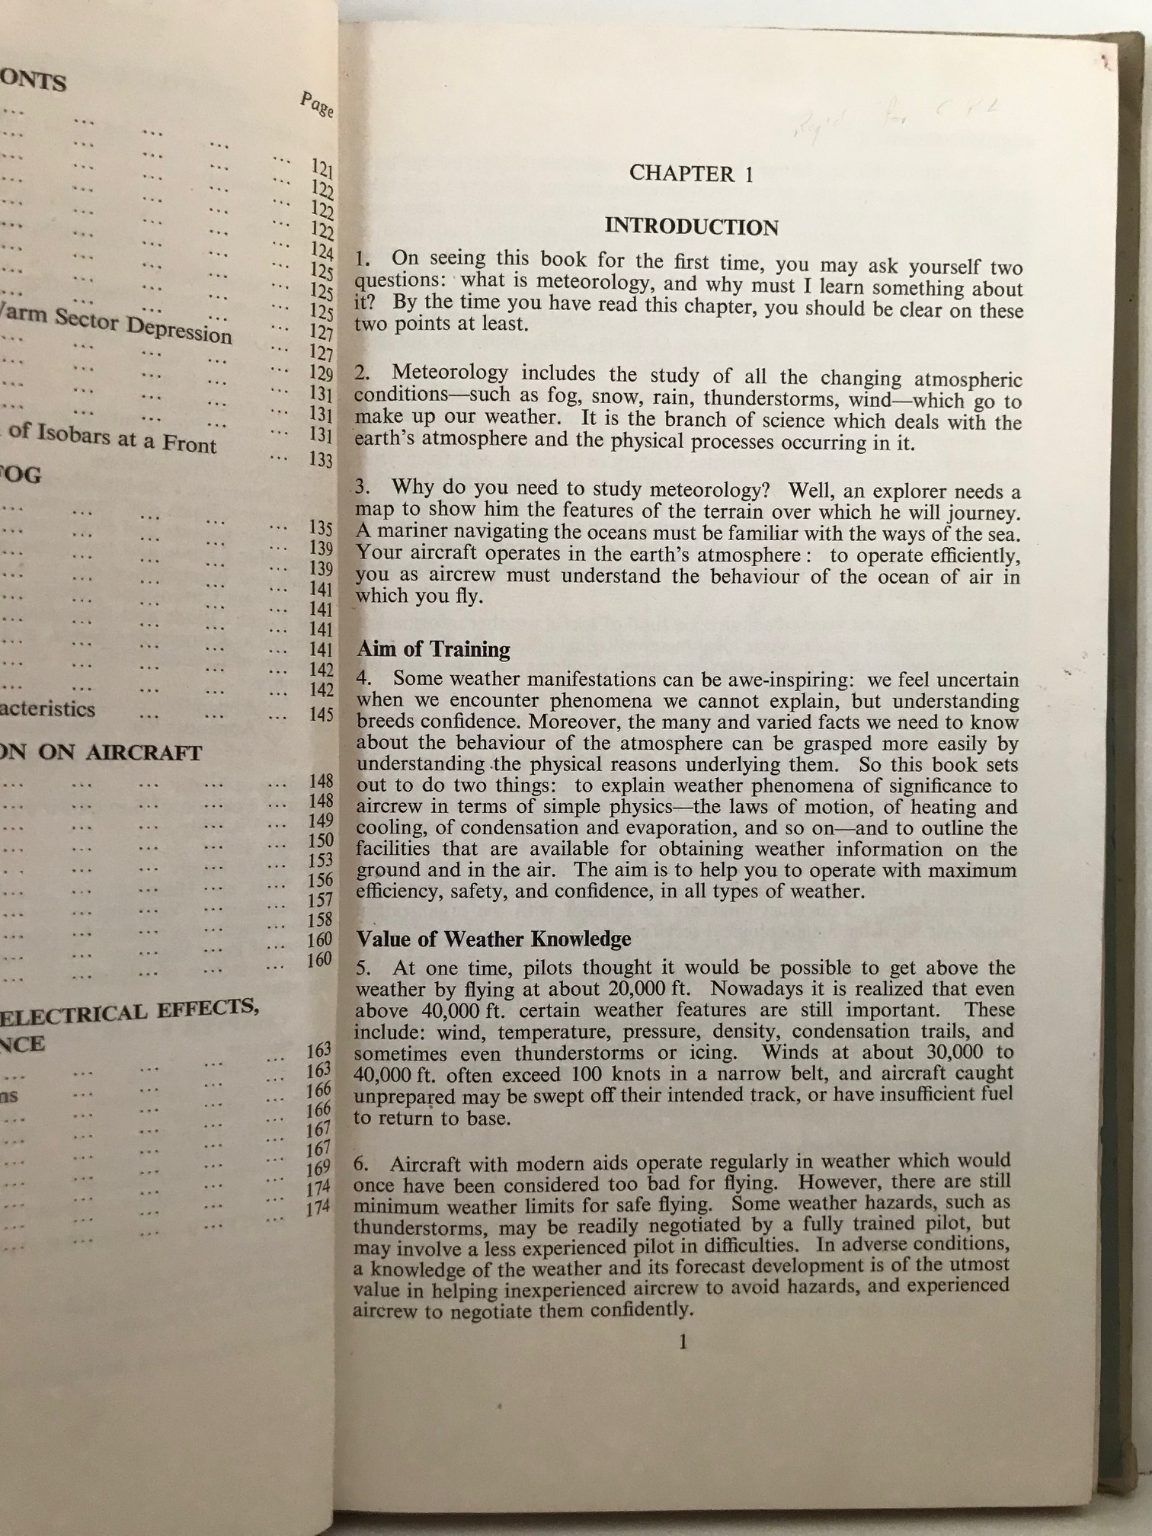 ONTS
Page
121
122
122
122
124
125
125
125
127
Warm Sector Depression
127
129
131
131
131
of Isobars at a Front ... 133
FOG
135
139
139
141
141
141
141
142
142
acteristics ... ... ... 145
ON ON AIRCRAFT
148
148
149
150
153
156
157
158
160
160
ELECTRICAL EFFECTS,
NCE
163
163
166
166
167
167
169
174
174
CHAPTER 1
INTRODUCTION
1. On seeing this book for the first time, you may ask yourself two
questions: what is meteorology, and why must I learn something about
it? By the time you have read this chapter, you should be clear on these
two points at least.
2. Meteorology includes the study of all the changing atmospheric
conditions—such as fog, snow, rain, thunderstorms, wind—which go to
make up our weather. It is the branch of science which deals with the
earth's atmosphere and the physical processes occurring in it.
3. Why do you need to study meteorology? Well, an explorer needs a
map to show him the features of the terrain over which he will journey.
A mariner navigating the oceans must be familiar with the ways of the sea.
Your aircraft operates in the earth's atmosphere : to operate efficiently,
you as aircrew must understand the behaviour of the ocean of air in
which you fly.
Aim of Training
4. Some weather manifestations can be awe-inspiring: we feel uncertain
when we encounter phenomena we cannot explain, but understanding
breeds confidence. Moreover, the many and varied facts we need to know
about the behaviour of the atmosphere can be grasped more easily by
understanding the physical reasons underlying them. So this book sets
out to do two things: to explain weather phenomena of significance to
aircrew in terms of simple physics—the laws of motion, of heating and
cooling, of condensation and evaporation, and so on—and to outline the
facilities that are available for obtaining weather information on the
ground and in the air. The aim is to help you to operate with maximum
efficiency, safety, and confidence, in all types of weather.
Value of Weather Knowledge
5. At one time, pilots thought it would be possible to get above the
weather by flying at about 20,000 ft. Nowadays it is realized that even
above 40,000 ft. certain weather features are still important. These
include: wind, temperature, pressure, density, condensation trails, and
sometimes even thunderstorms or icing. Winds at about 30,000 to
40,000 ft. often exceed 100 knots in a narrow belt, and aircraft caught
unprepared may be swept off their intended track, or have insufficient fuel
to return to base.
6. Aircraft with modern aids operate regularly in weather which would
once have been considered too bad for flying. However, there are still
minimum weather limits for safe flying. Some weather hazards, such as
thunderstorms, may be readily negotiated by a fully trained pilot, but
may involve a less experienced pilot in difficulties. In adverse conditions,
a knowledge of the weather and its forecast development is of the utmost
value in helping inexperienced aircrew to avoid hazards, and experienced
aircrew to negotiate them confidently.
1